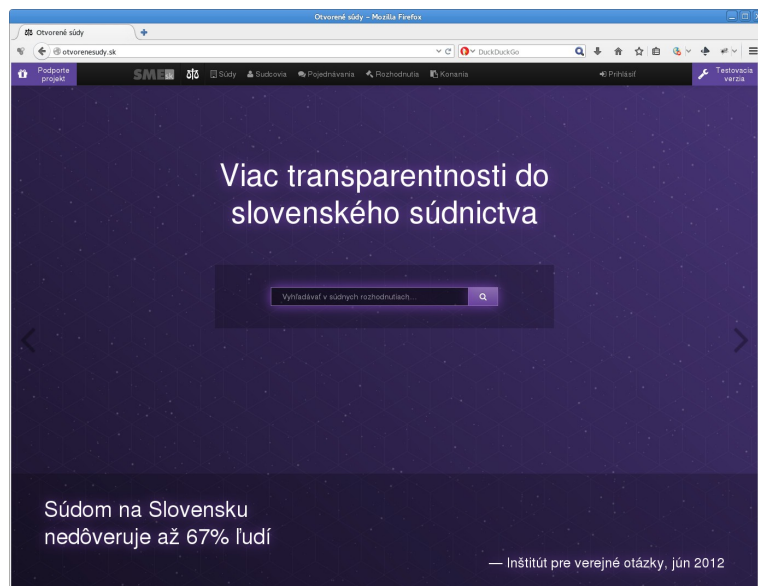 Otvorené súdy – Mozilla Firefox
Otvorené súdy
otvorenesudy.sk
DuckDuckGo
Podporte
projekt
SME
Súdy
Sudcovia
Pojednávania
Rozhodnutia
Konania
Prihlásiť
Testovacia
verzia
Viac transparentnosti do
slovenského súdnictva
Vyhľadávať v súdnych rozhodnutiach...
Súdom na Slovensku
nedôveruje až 67% ľudí
— Inštitút pre verejné otázky, jún 2012